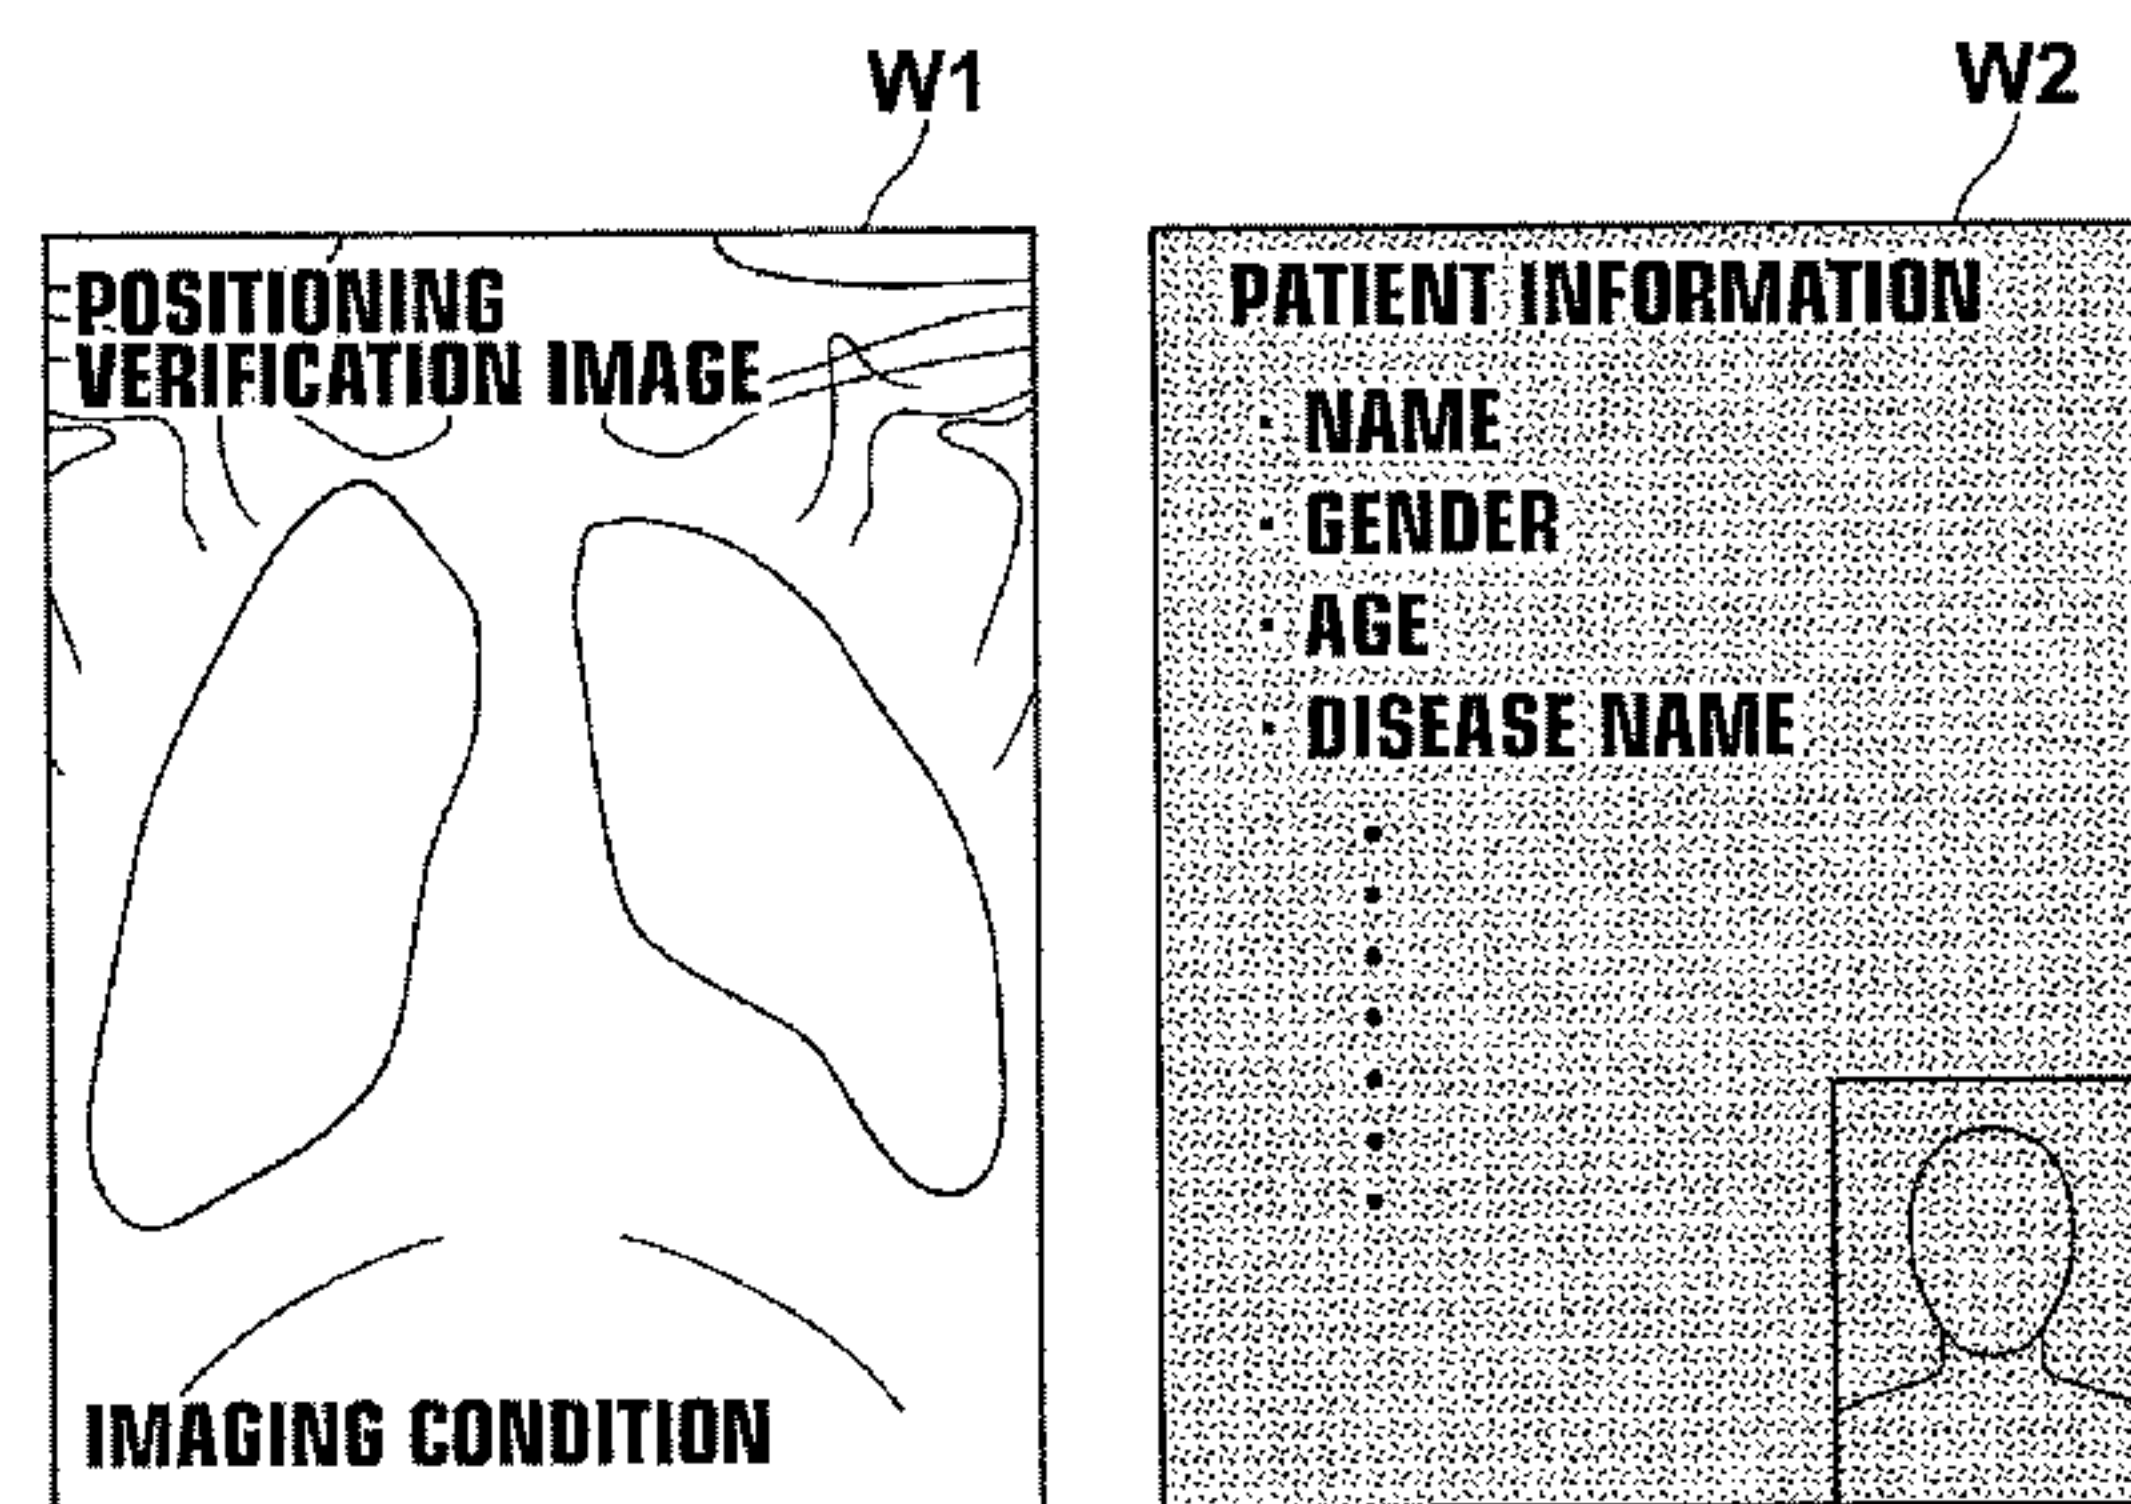 W1
POSITIONING
VERIFICATION IMAGE
IMAGING CONDITION
W2
PATIENT INFORMATION
· NAME
· GENDER
· AGE
· DISEASE NAME